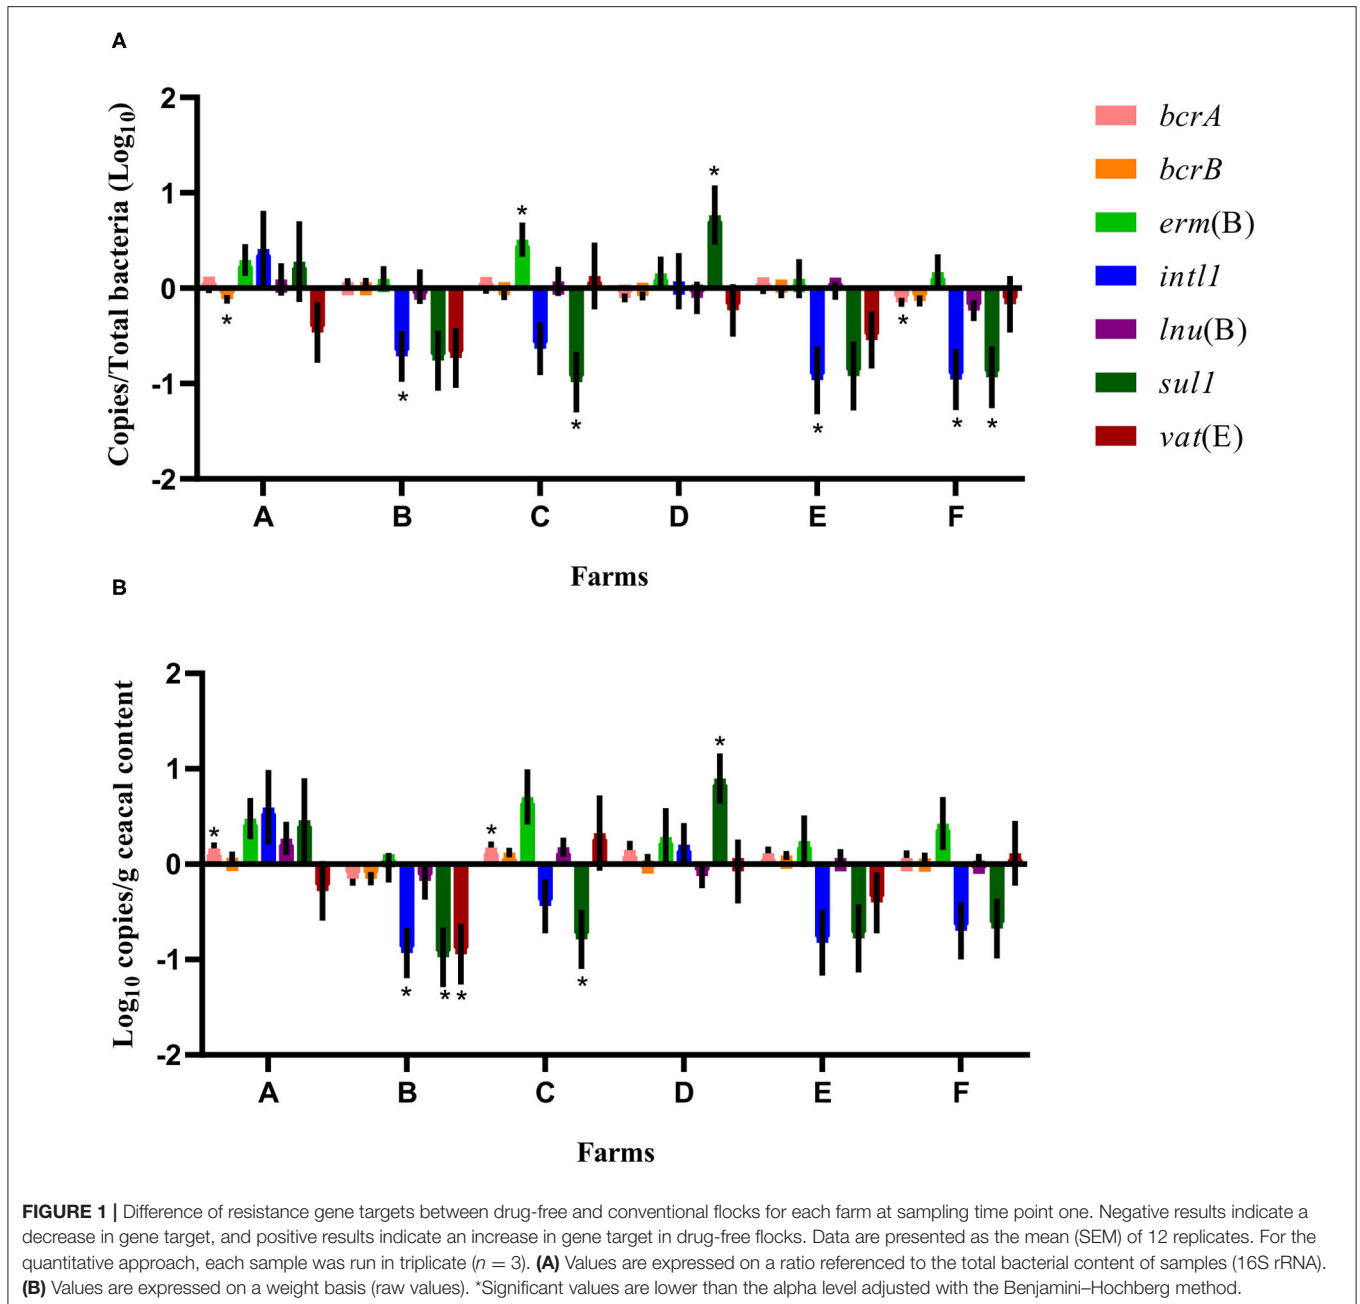 A
Copies/Total bacteria (Log10)
2
1
0
-1
-2
A B C D E F
Farms
* * * * * * * * *
bcrA
bcrB
erm(B)
intI1
lnu(B)
sul1
vat(E)
B
Log10 copies/g ceacal content
2
1
0
-1
-2
A B C D E F
Farms
* * * * * * *
FIGURE 1 | Difference of resistance gene targets between drug-free and conventional flocks for each farm at sampling time point one. Negative results indicate a
decrease in gene target, and positive results indicate an increase in gene target in drug-free flocks. Data are presented as the mean (SEM) of 12 replicates. For the
quantitative approach, each sample was run in triplicate (n = 3). (A) Values are expressed on a ratio referenced to the total bacterial content of samples (16S rRNA).
(B) Values are expressed on a weight basis (raw values). *Significant values are lower than the alpha level adjusted with the Benjamini–Hochberg method.